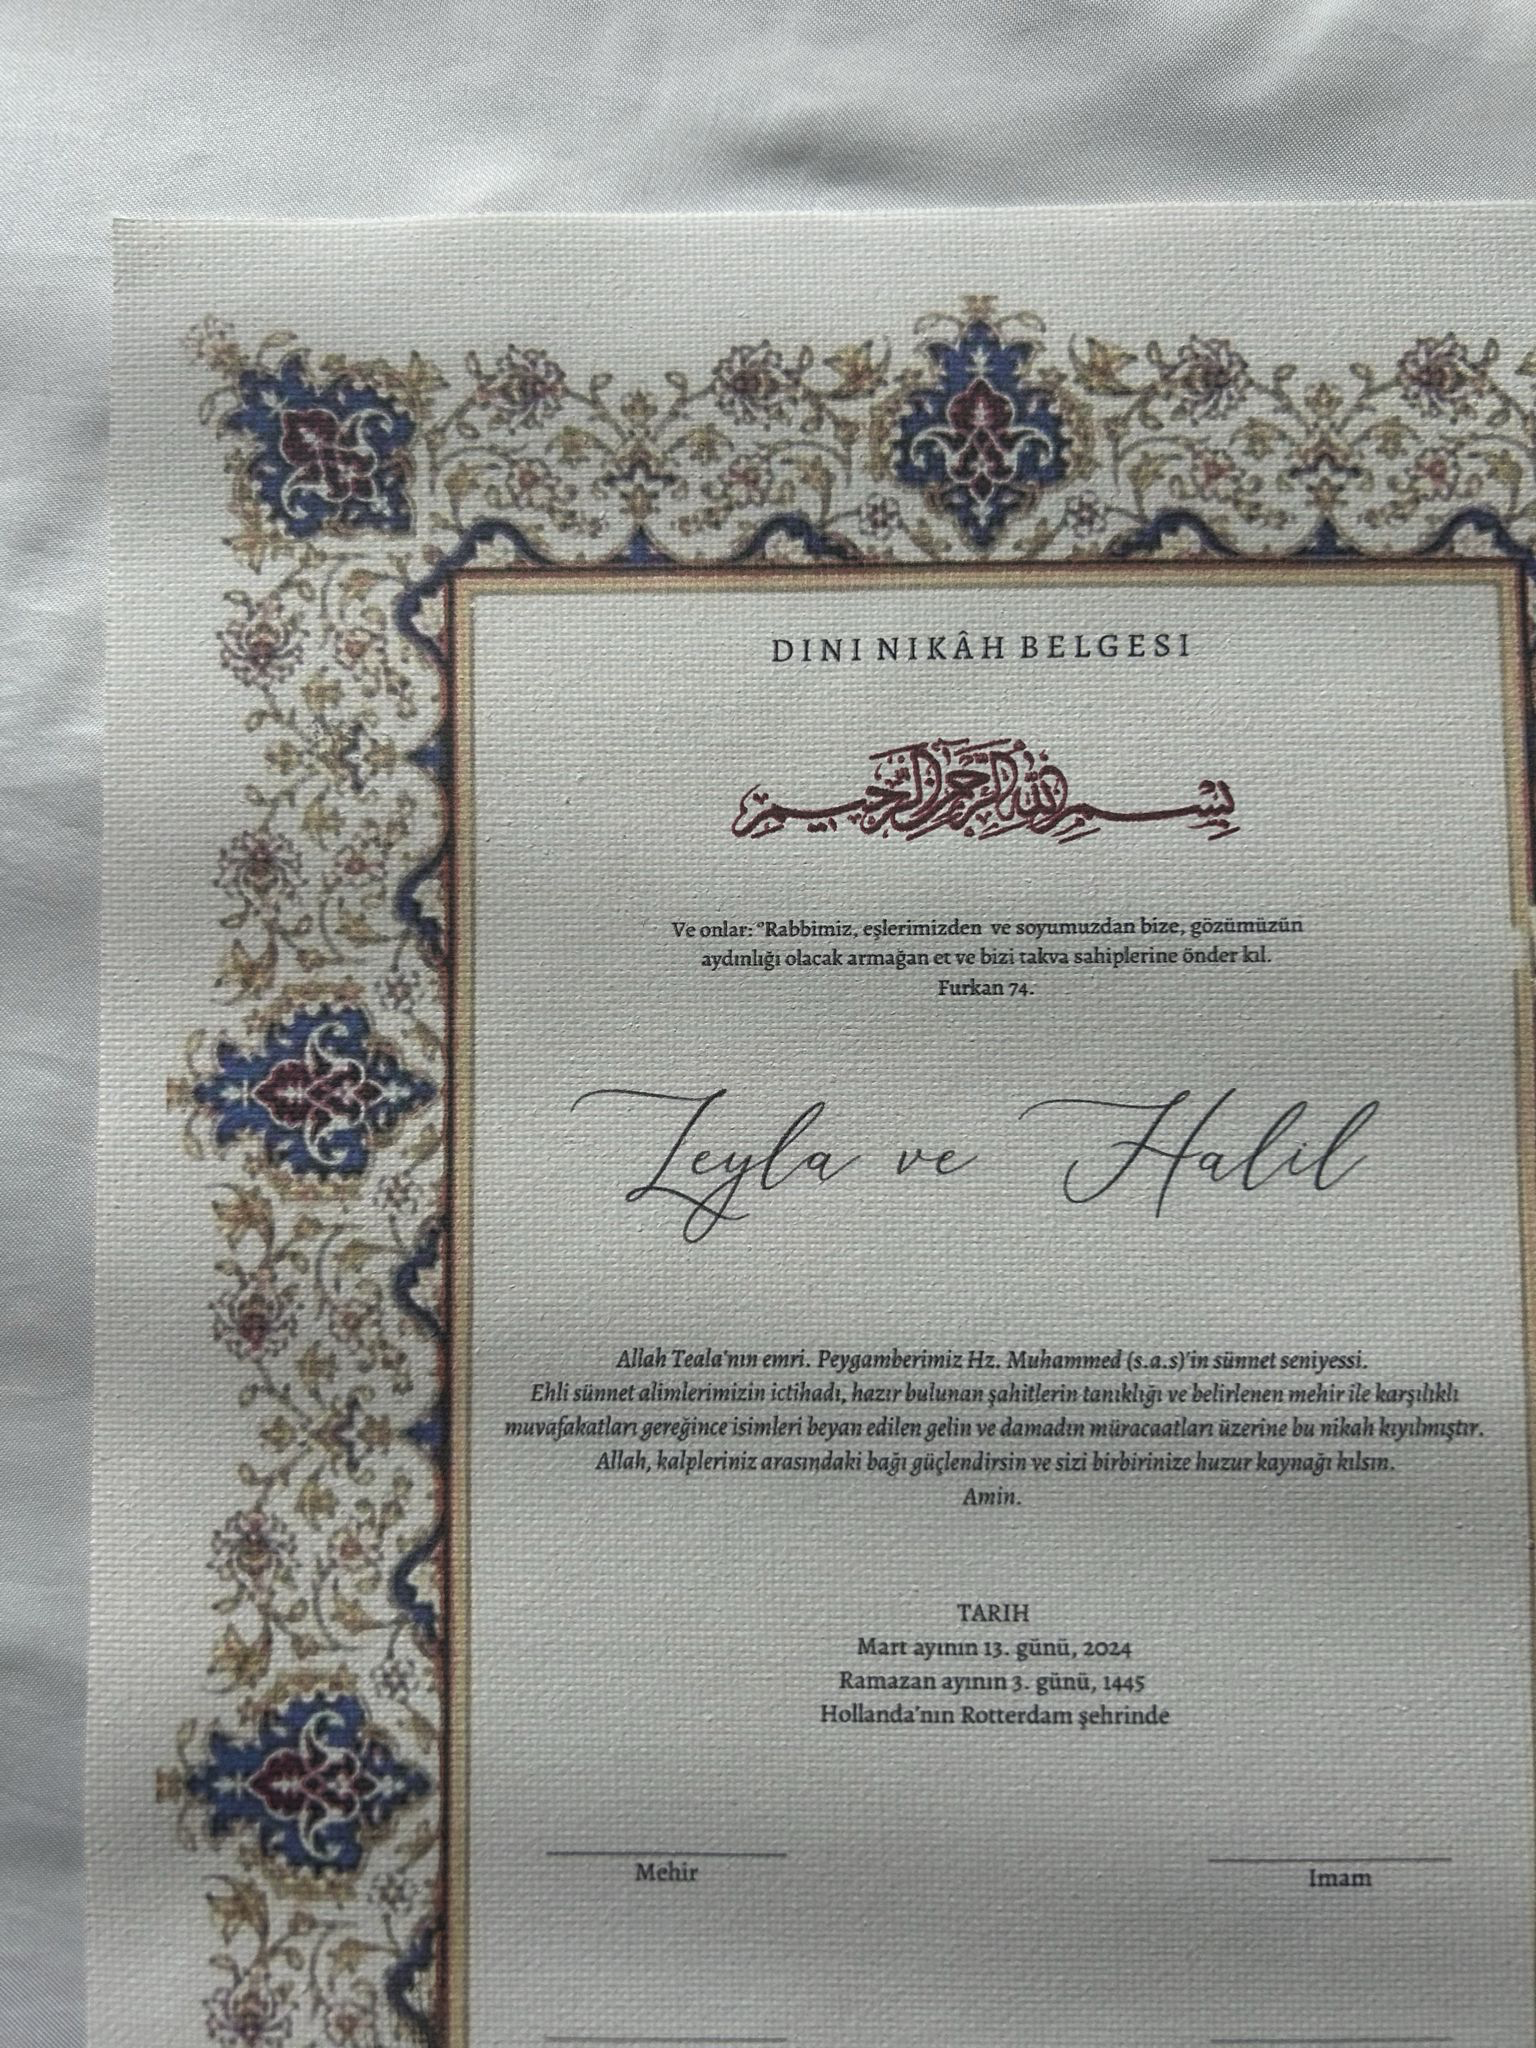 DINI NIKÂH BELGESI
بِسْمِ اللَّهِ الرَّحْمَنِ الرَّحِيمِ
Ve onlar: "Rabbimiz, eşlerimizden ve soyumuzdan bize, gözümüzün
aydınlığı olacak armağan et ve bizi takva sahiplerine önder kıl.
Furkan 74.
Leyla ve Halil
Allah Teala'nın emri. Peygamberimiz Hz. Muhammed (s.a.s)'in sünnet seniyessi.
Ehli sünnet alimlerimizin ictihadı, hazır bulunan şahitlerin tanıklığı ve belirlenen mehir ile karşılıklı
muvafakatları gereğince isimleri beyan edilen gelin ve damadın müracaatları üzerine bu nikah kıyılmıştır.
Allah, kalpleriniz arasındaki bağı güçlendirsin ve sizi birbirinize huzur kaynağı kılsın.
Amin.
TARIH
Mart ayının 13. günü, 2024
Ramazan ayının 3. günü, 1445
Hollanda'nın Rotterdam şehrinde
Mehir
Imam